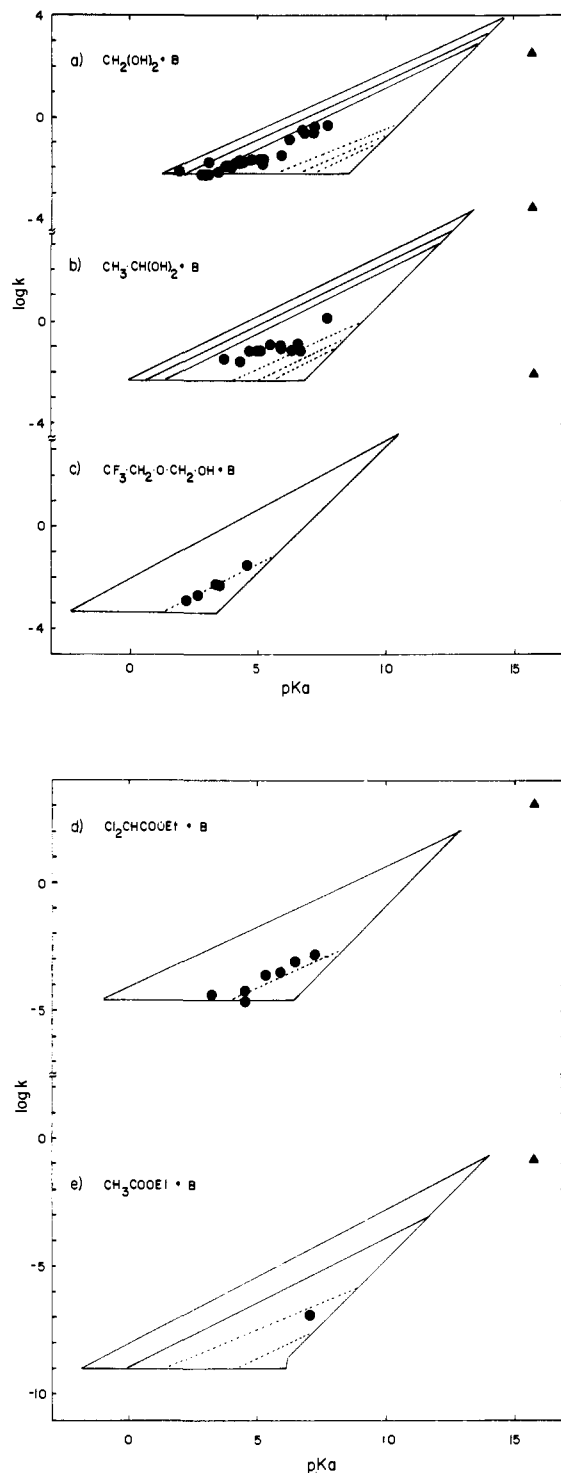 4
a) CH2(OH)2 + B
0
-4
b) CH3·CH(OH)2 + B
0
log k
-4
c) CF3·CH2·O·CH2·OH + B
0
-4
0 5 10 15
pKa
d) Cl2CHCOOEt + B
0
-5
log k
0
e) CH3COOEt + B
-5
-10
0 5 10 15
pKa